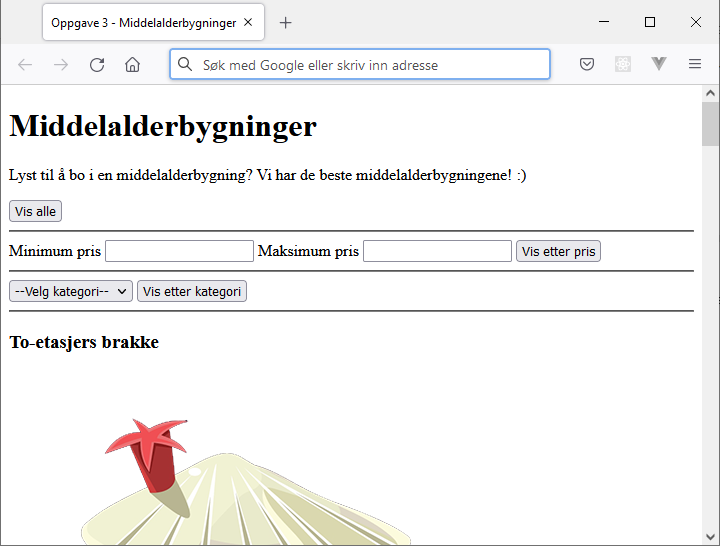 Oppgave 3 - Middelalderbygninger
Søk med Google eller skriv inn adresse
Middelalderbygninger
Lyst til å bo i en middelalderbygning? Vi har de beste middelalderbygningene! :)
Vis alle
Minimum pris Maksimum pris Vis etter pris
--Velg kategori-- Vis etter kategori
To-etasjers brakke